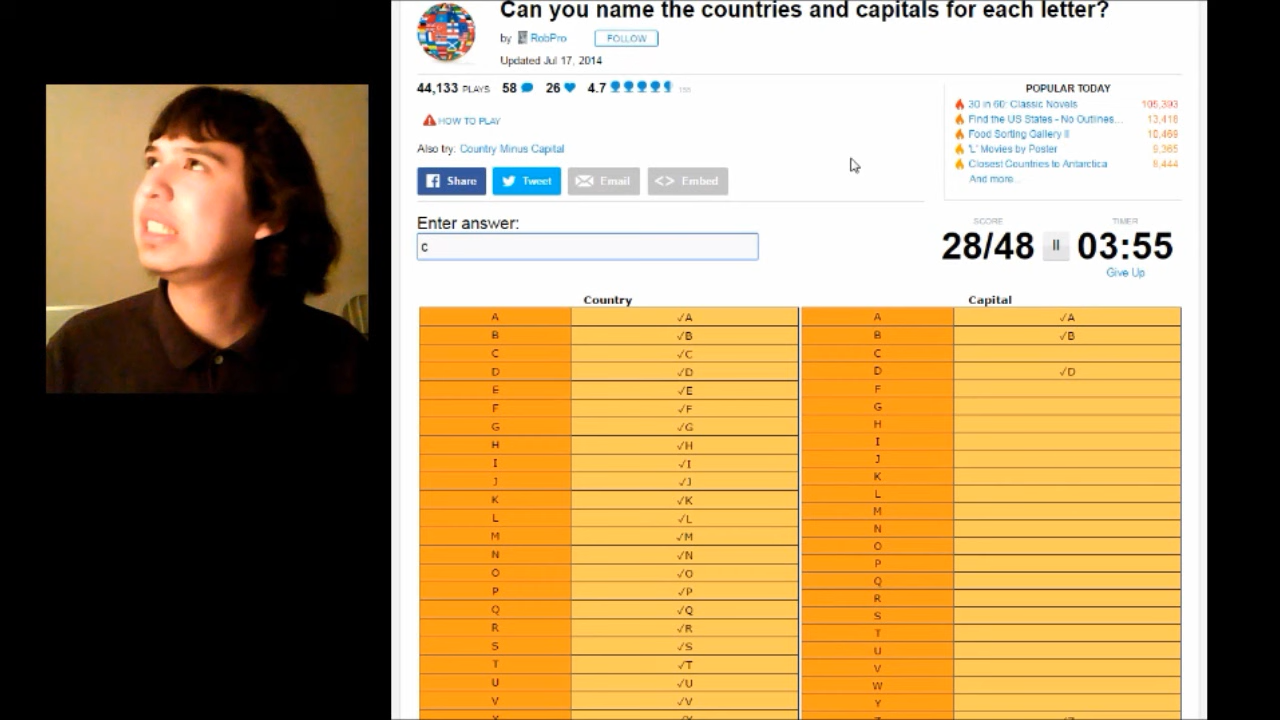 Can you name the countries and capitals for each letter?
by RobPro FOLLOW
Updated Jul 17, 2014
44,133 PLAYS 58 26 4.7
HOW TO PLAY
Also try: Country Minus Capital
Share Tweet Email <> Embed
POPULAR TODAY
30 in 60: Classic Novels 105,393
Find the US States - No Outlines... 13,418
Food Sorting Gallery II 10,469
'L' Movies by Poster 9,365
Closest Countries to Antarctica 8,444
And more...
Enter answer:
c
SCORE TIMER
28/48 03:55
Give Up
Country Capital
A √A A √A
B √B B √B
C √C C
D √D D √D
E √E F
F √F G
G √G H
H √H I
I √I J
J √J K
K √K L
L √L M
M √M N
N √N O
O √O P
P √P Q
Q √Q R
R √R S
S √S T
T √T U
U √U V
V √V W
Y